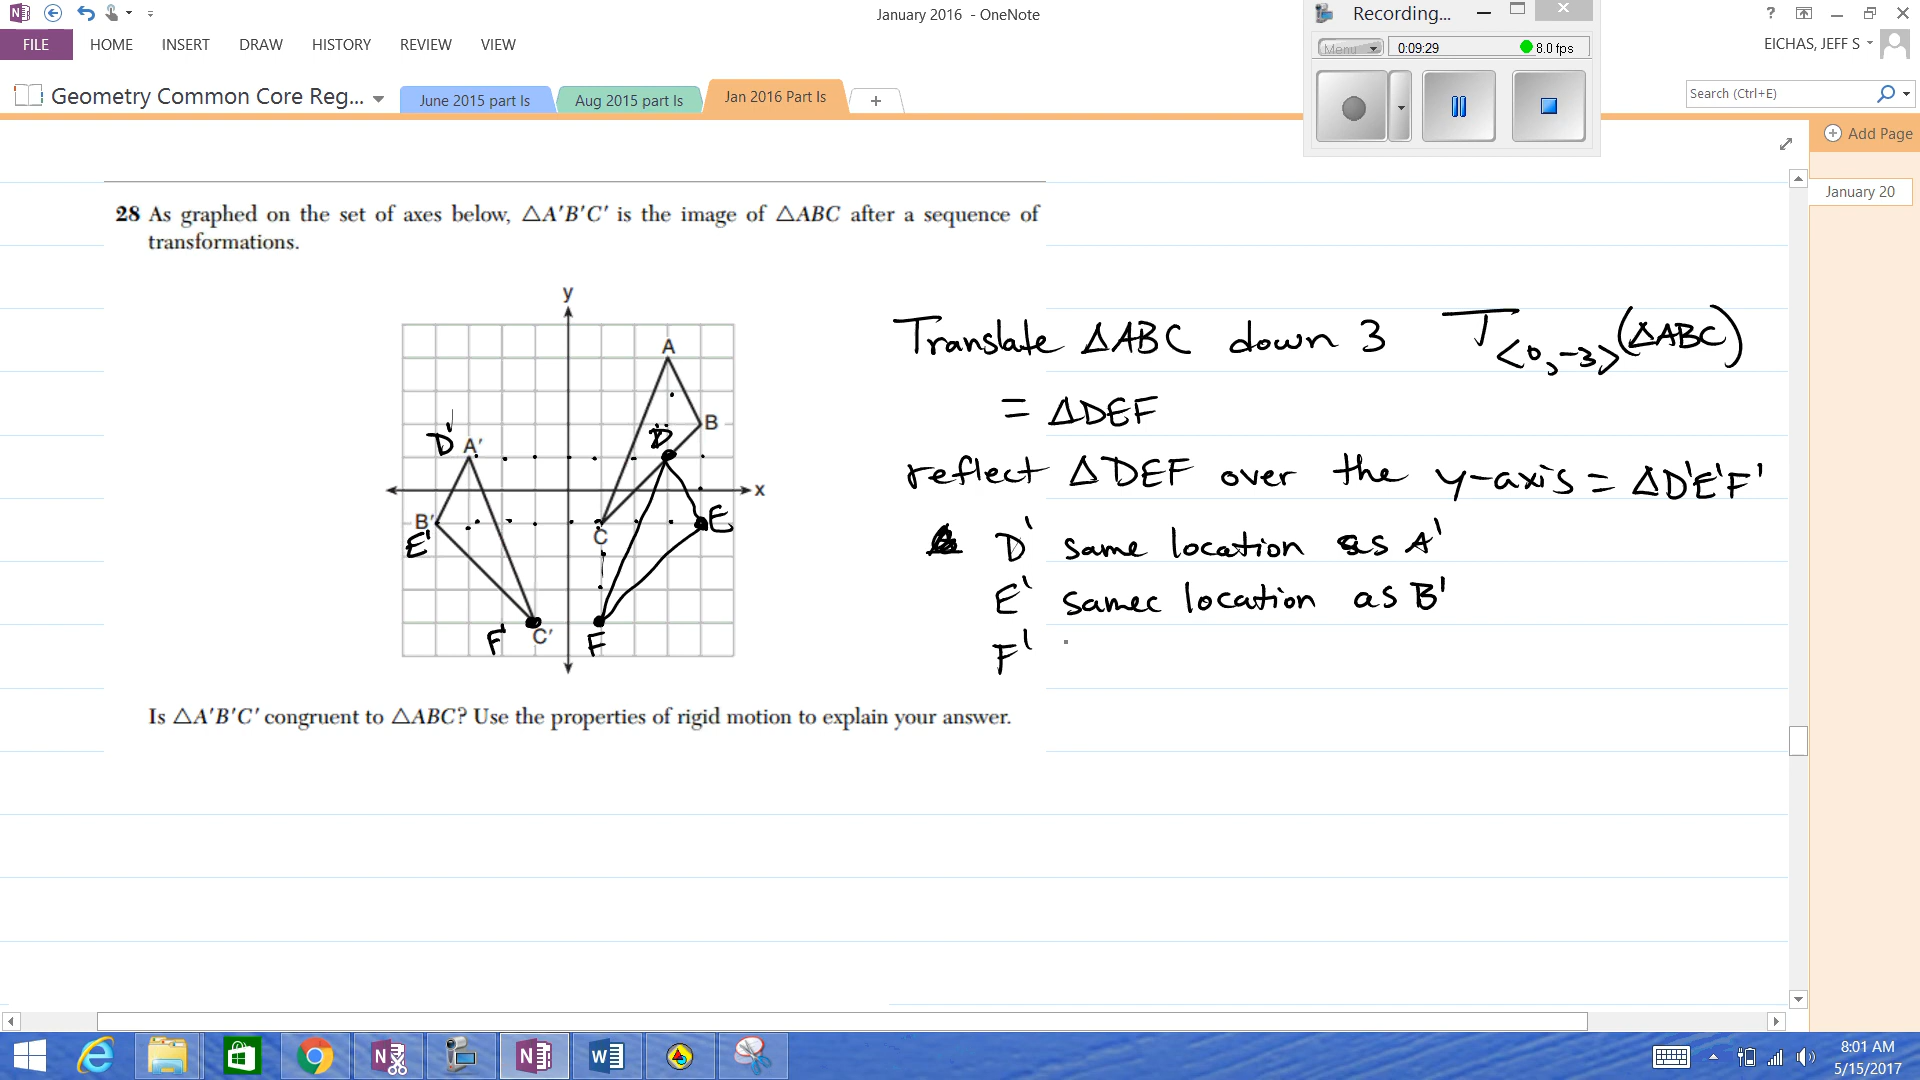 January 2016 - OneNote
Recording...
Menu
0:09:29
8.0 fps
FILE
HOME
INSERT
DRAW
HISTORY
REVIEW
VIEW
EICHAS, JEFF S
Geometry Common Core Reg...
June 2015 part Is
Aug 2015 part Is
Jan 2016 Part Is
Search (Ctrl+E)
Add Page
January 20
28 As graphed on the set of axes below, △A′B′C′ is the image of △ABC after a sequence of
transformations.
y
A
B
D
D'
A′
x
B′
E'
E
C
F'
C′
F
Translate △ABC down 3 T<0,-3>(△ABC)
= △DEF
reflect △DEF over the y-axis = △D'E'F'
D' same location as A'
E' samec location as B'
F'
Is △A′B′C′ congruent to △ABC? Use the properties of rigid motion to explain your answer.
8:01 AM
5/15/2017